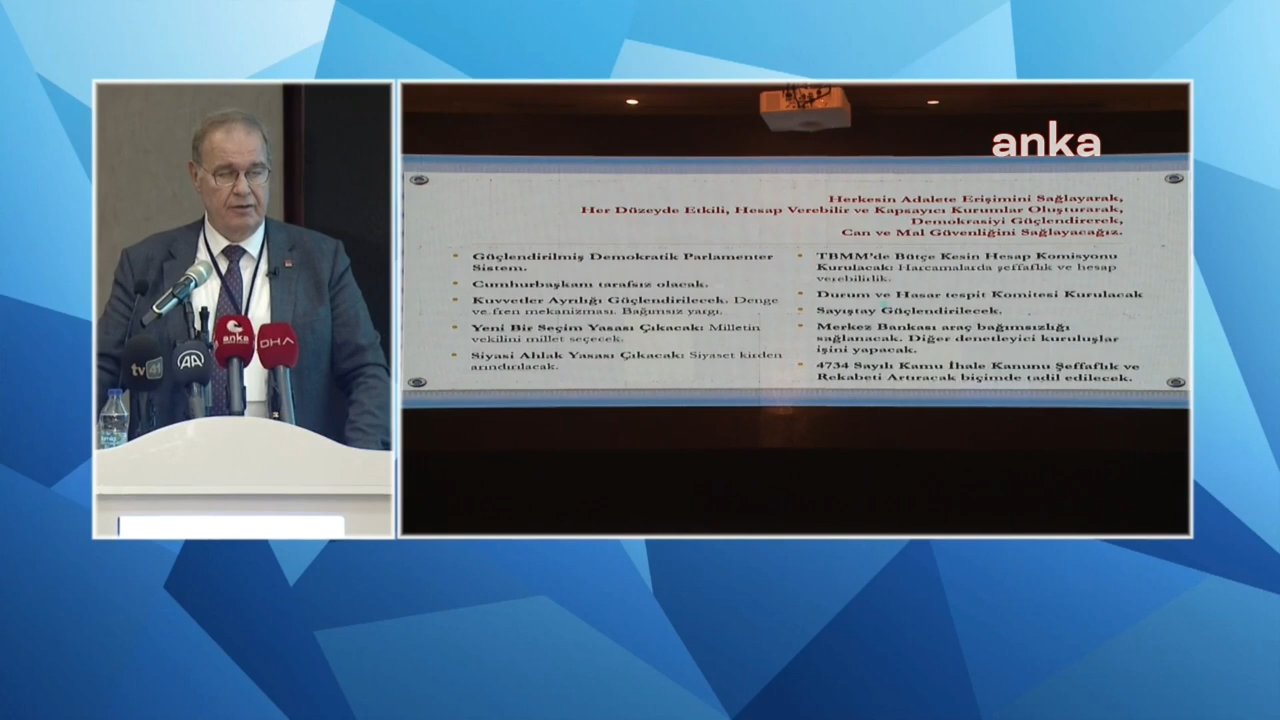 anka
Herkesin Adalete Erişimini Sağlayarak,
Her Düzeyde Etkili, Hesap Verebilir ve Kapsayıcı Kurumlar Oluşturarak,
Demokrasiyi Güçlendirerek,
Can ve Mal Güvenliğini Sağlayacağız.
Güçlendirilmiş Demokratik Parlamenter
Sistem.
Cumhurbaşkanı tarafsız olacak.
Kuvvetler Ayrılığı Güçlendirilecek. Denge
ve fren mekanizması. Bağımsız yargı.
Yeni Bir Seçim Yasası Çıkacak: Milletin
vekilini millet seçecek.
Siyasi Ahlak Yasası Çıkacak: Siyaset kirden
arındırılacak.
TBMM'de Bütçe Kesin Hesap Komisyonu
Kurulacak: Harcamalarda şeffaflık ve hesap
verebilirlik.
Durum ve Hasar tespit Komitesi Kurulacak
Sayıştay Güçlendirilecek.
Merkez Bankası araç bağımsızlığı
sağlanacak. Diğer denetleyici kuruluşlar
işini yapacak.
4734 Sayılı Kamu İhale Kanunu Şeffaflık ve
Rekabeti Artıracak biçimde tadil edilecek.
tv41
AA
anka
DHA